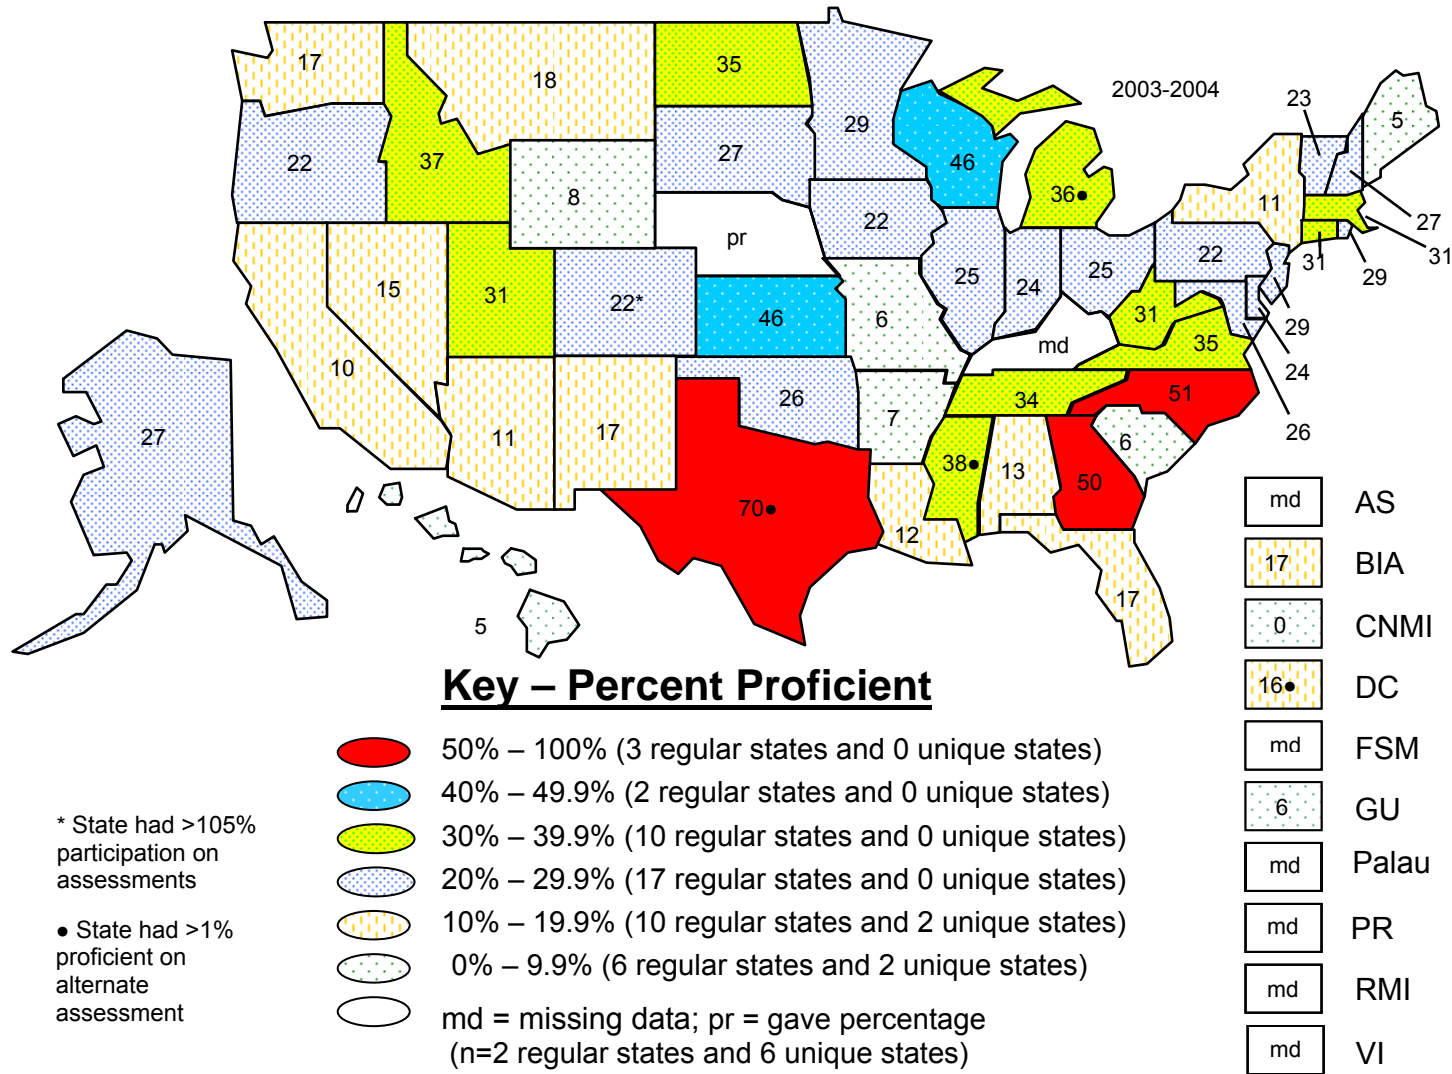 2003-2004
17
18
35
29
23
5
22
37
27
46
36●
11
8
27
pr
22
31
25
24
25
22
31
29
31
15
22*
46
6
md
31
35
29
24
10
27
26
7
34
51
26
11
17
38●
13
50
6
70●
12
17
5
md AS
17 BIA
0 CNMI
16● DC
md FSM
6 GU
md Palau
md PR
md RMI
md VI
Key – Percent Proficient
50% – 100% (3 regular states and 0 unique states)
40% – 49.9% (2 regular states and 0 unique states)
30% – 39.9% (10 regular states and 0 unique states)
20% – 29.9% (17 regular states and 0 unique states)
10% – 19.9% (10 regular states and 2 unique states)
0% – 9.9% (6 regular states and 2 unique states)
md = missing data; pr = gave percentage
(n=2 regular states and 6 unique states)
* State had >105%
participation on
assessments
● State had >1%
proficient on
alternate
assessment